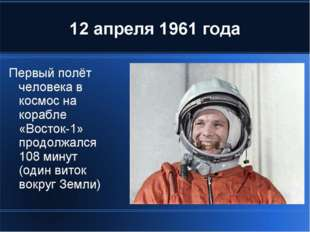 12 апреля 1961 года
Первый полёт
человека в
космос на
корабле
«Восток-1»
продолжался
108 минут
(один виток
вокруг Земли)